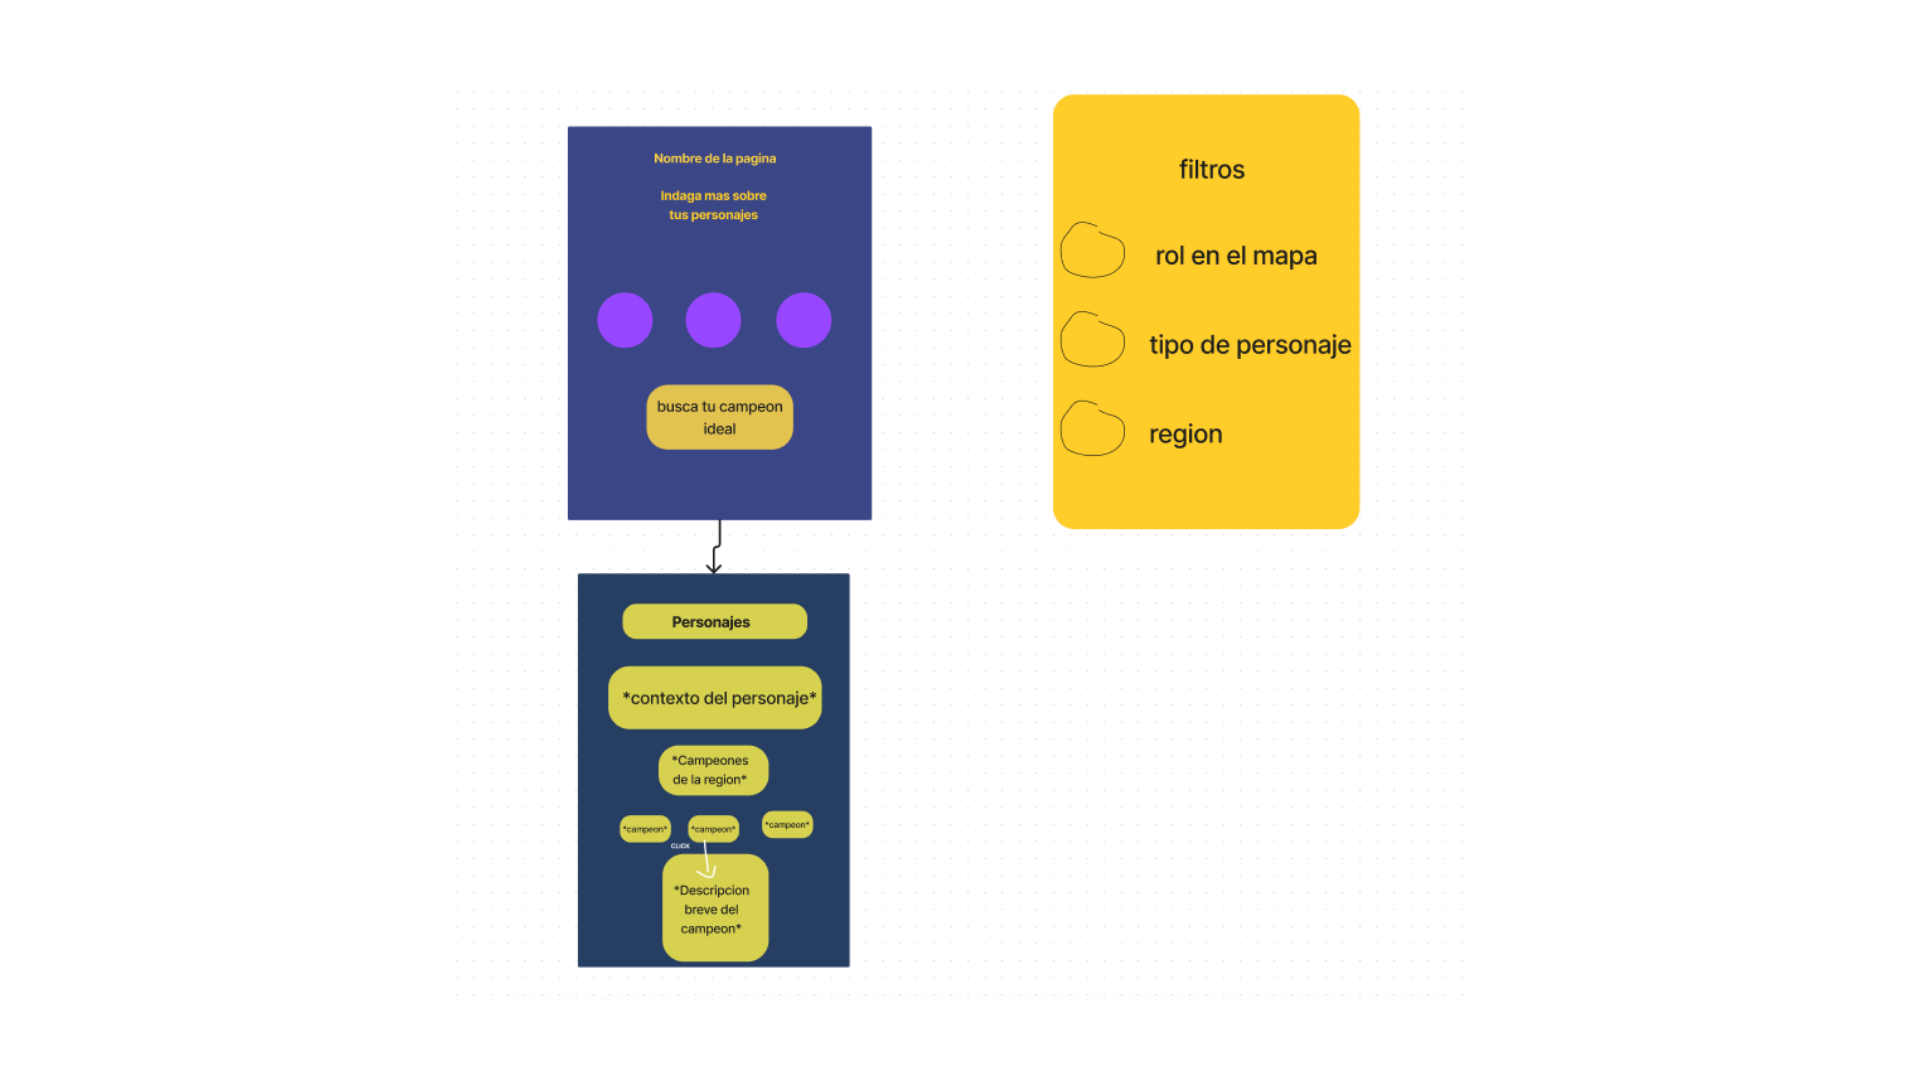 Nombre de la pagina
Indaga mas sobre
tus personajes
busca tu campeon
ideal
Personajes
*contexto del personaje*
*Campeones
de la region*
*campeon*
*campeon*
*campeon*
CLICK
*Descripcion
breve del
campeon*
filtros
rol en el mapa
tipo de personaje
region